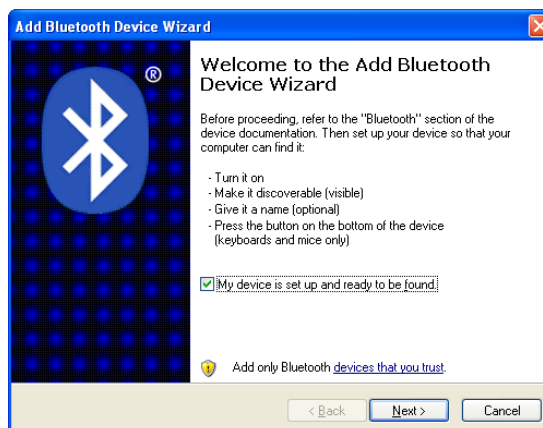 Add Bluetooth Device Wizard
®
Welcome to the Add Bluetooth
Device Wizard
Before proceeding, refer to the "Bluetooth" section of the
device documentation. Then set up your device so that your
computer can find it:
- Turn it on
- Make it discoverable (visible)
- Give it a name (optional)
- Press the button on the bottom of the device
(keyboards and mice only)
My device is set up and ready to be found.
Add only Bluetooth devices that you trust.
< Back
Next >
Cancel